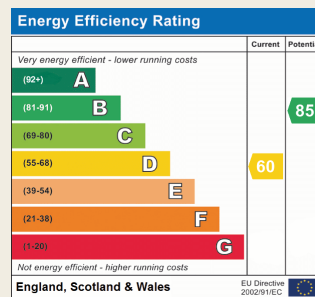 Energy Efficiency Rating
Current Potenti
Very energy efficient - lower running costs
(92+) A
(81-91) B 85
(69-80) C
(55-68) D 60
(39-54) E
(21-38) F
(1-20) G
Not energy efficient - higher running costs
England, Scotland & Wales
EU Directive
2002/91/EC